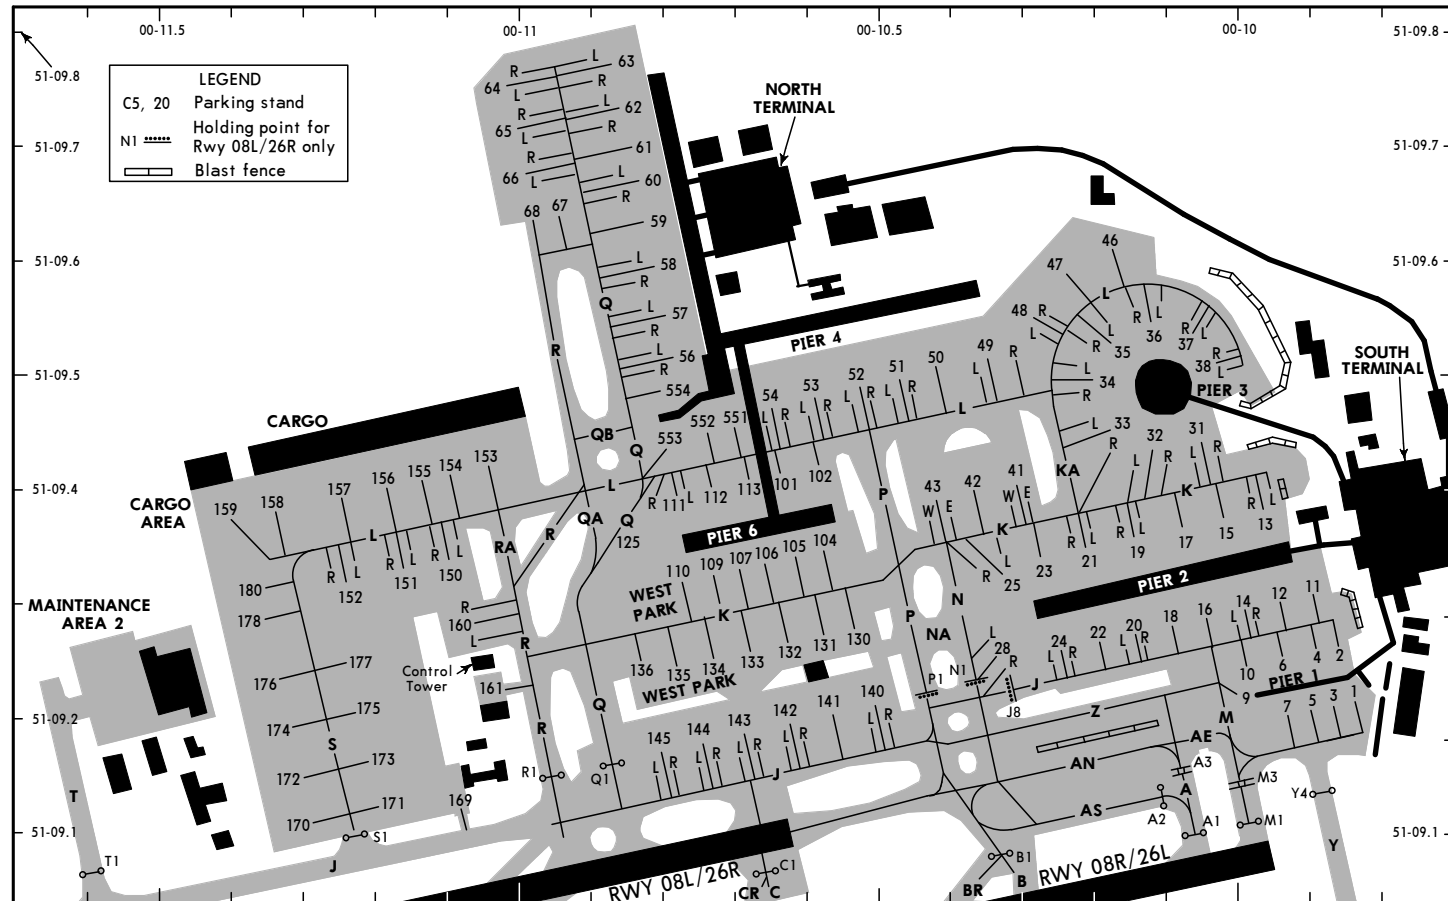 00-11.5
00-11
00-10.5
00-10
51-09.8
51-09.8
LEGEND
C5, 20 Parking stand
N1 Holding point for
Rwy 08L/26R only
Blast fence
51-09.7
51-09.7
51-09.6
51-09.6
51-09.5
51-09.4
51-09.2
51-09.1
51-09.1
NORTH
TERMINAL
SOUTH
TERMINAL
PIER 4
PIER 3
PIER 6
PIER 2
PIER 1
CARGO
CARGO
AREA
MAINTENANCE
AREA 2
Control
Tower
WEST
PARK
WEST PARK
R L 63
64 L R
R L 62
65 L R
R 61
66 L L 60
R
68 67 59
L 58
R
Q
L 57
R
R
L 56
R
554
QB
Q
553 552 551
54 L R 53 L R 52 L R 51 L R 50 L 49 L R
48 R L 47 46 L
R L 36 R L 37 R L 38
R 35
L 34 R
L 33
R L 32 R L 31 R
KA
K
159 158 157 156 155 154 153
L L
R 111 L 112 113 101 102
RA R QA Q 125
P 43 W E 42 41 W E K
R L 25 23 R L 21 R L 19 17 15 R L 13
180 178 176 174 172 170
R L 152 R L 151 R L 150
177 175 173 171
S
R 160 L
161
R
R
110 109 107 106 105 104
K
136 135 134 133 132 131 130
Q
P NA N
L 28 R
N1
P1
J8
J
L 24 R 22 L 20 R 18 16 L 14 R 12 11
10 9 6 4 2
7 5 3 1
M
145 L R 144 L R 143 L R 142 L R 141 140 L R
J
Z
AE
AN
AS
A
A3
A2
A1
M3
M1
Y4
Y
T
T1
S1
J
169
R1
Q1
C1
CR C
B1
BR B
RWY 08L/26R
RWY 08R/26L